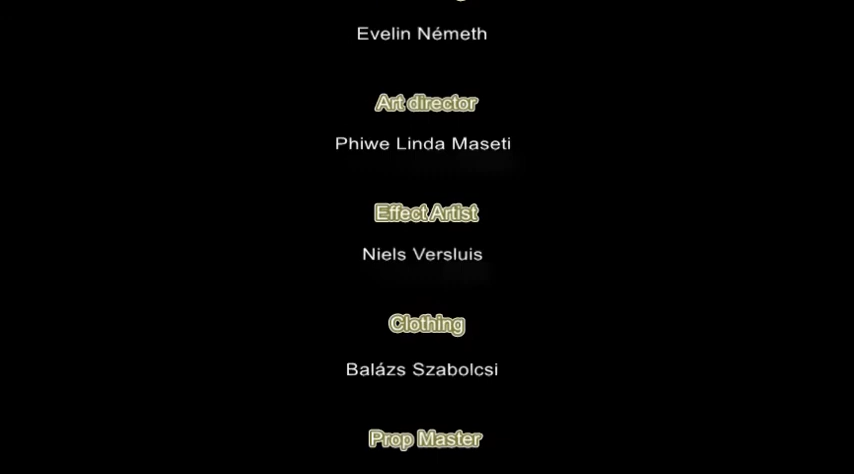 Evelin Németh
Art director
Phiwe Linda Maseti
Effect Artist
Niels Versluis
Clothing
Balázs Szabolcsi
Prop Master